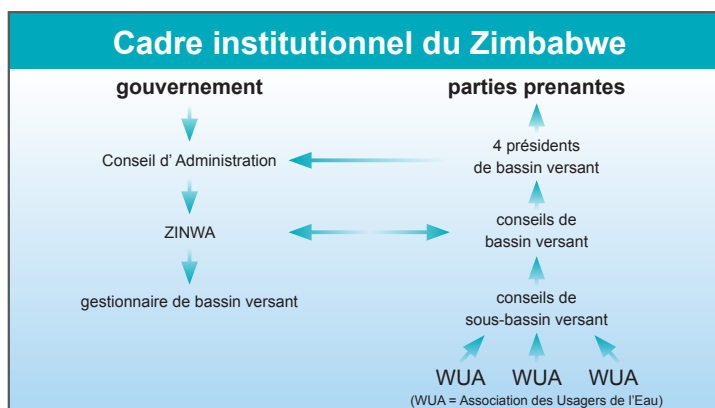 Cadre institutionnel du Zimbabwe
gouvernement
parties prenantes
Conseil d' Administration
4 présidents
de bassin versant
ZINWA
conseils de
bassin versant
gestionnaire de bassin versant
conseils de
sous-bassin versant
WUA WUA WUA
(WUA = Association des Usagers de l'Eau)